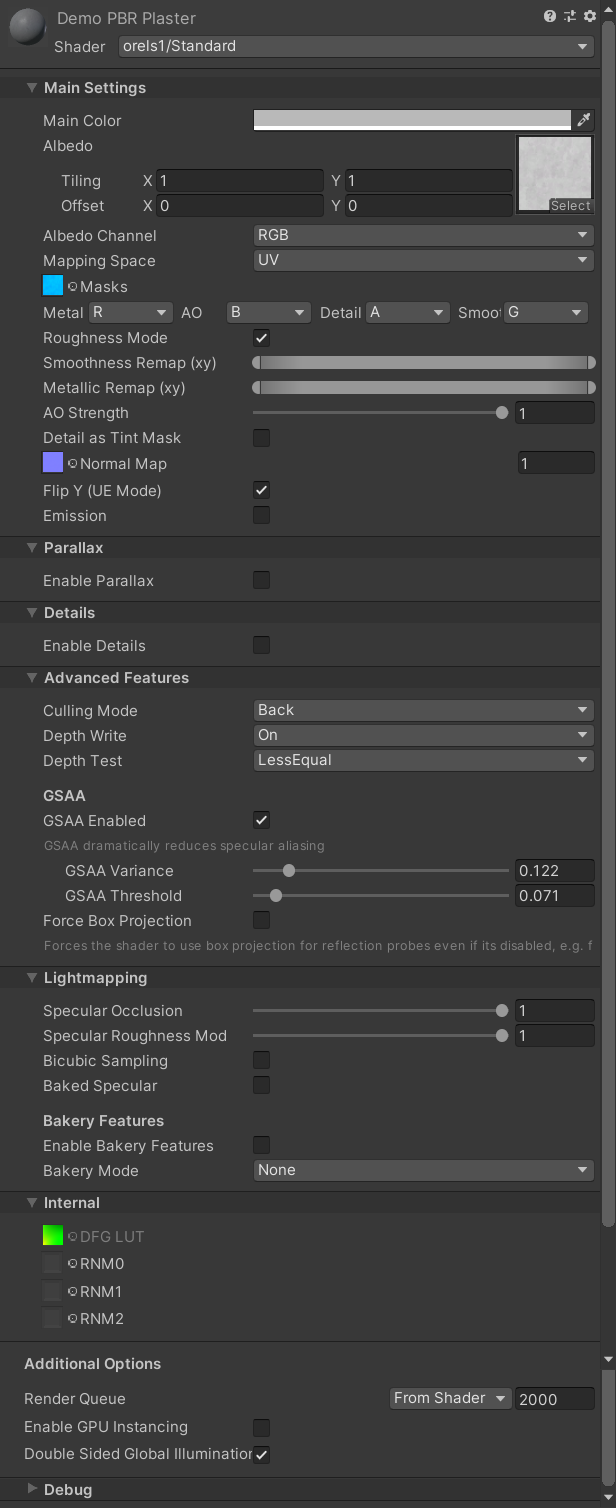 Demo PBR Plaster
Shader orels1/Standard
Main Settings
Main Color
Albedo
Tiling X 1 Y 1
Offset X 0 Y 0
Select
Albedo Channel RGB
Mapping Space UV
Masks
Metal R AO B Detail A Smoot G
Roughness Mode
Smoothness Remap (xy)
Metallic Remap (xy)
AO Strength 1
Detail as Tint Mask
Normal Map 1
Flip Y (UE Mode)
Emission
Parallax
Enable Parallax
Details
Enable Details
Advanced Features
Culling Mode Back
Depth Write On
Depth Test LessEqual
GSAA
GSAA Enabled
GSAA dramatically reduces specular aliasing
GSAA Variance 0.122
GSAA Threshold 0.071
Force Box Projection
Forces the shader to use box projection for reflection probes even if its disabled, e.g. f
Lightmapping
Specular Occlusion 1
Specular Roughness Mod 1
Bicubic Sampling
Baked Specular
Bakery Features
Enable Bakery Features
Bakery Mode None
Internal
DFG LUT
RNM0
RNM1
RNM2
Additional Options
Render Queue From Shader 2000
Enable GPU Instancing
Double Sided Global Illumination
Debug